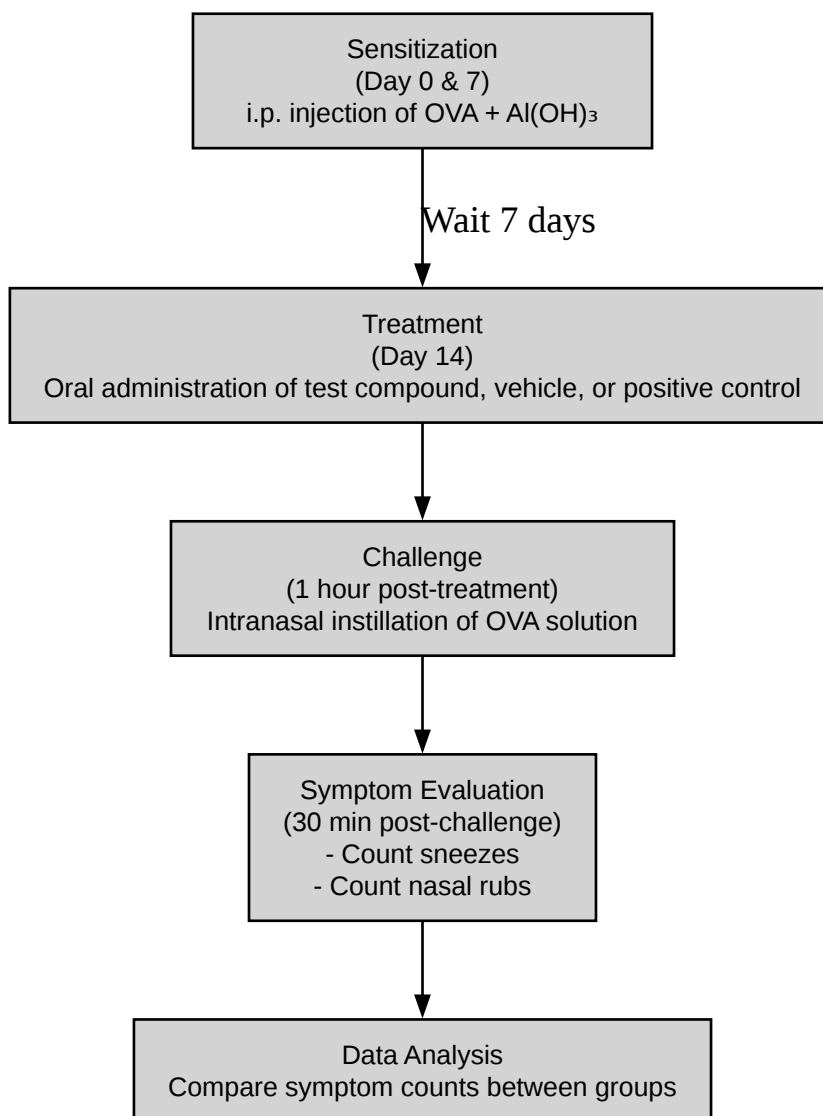 Sensitization
(Day 0 & 7)
i.p. injection of OVA + Al(OH)₃
Wait 7 days
Treatment
(Day 14)
Oral administration of test compound, vehicle, or positive control
Challenge
(1 hour post-treatment)
Intranasal instillation of OVA solution
Symptom Evaluation
(30 min post-challenge)
- Count sneezes
- Count nasal rubs
Data Analysis
Compare symptom counts between groups